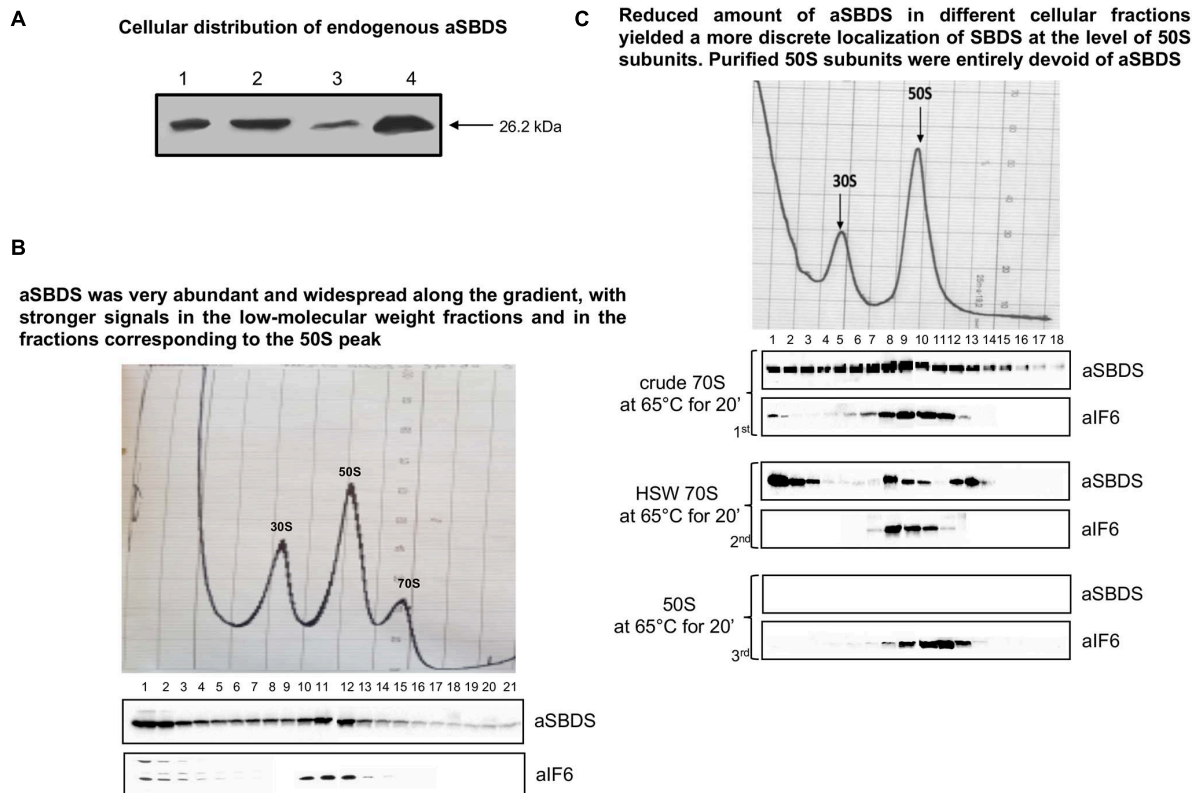 A
Cellular distribution of endogenous aSBDS
1 2 3 4
26.2 kDa
B
aSBDS was very abundant and widespread along the gradient, with
stronger signals in the low-molecular weight fractions and in the
fractions corresponding to the 50S peak
50S
30S
70S
1 2 3 4 5 6 7 8 9 10 11 12 13 14 15 16 17 18 19 20 21
aSBDS
aIF6
C
Reduced amount of aSBDS in different cellular fractions
yielded a more discrete localization of SBDS at the level of 50S
subunits. Purified 50S subunits were entirely devoid of aSBDS
50S
30S
1 2 3 4 5 6 7 8 9 10 11 12 13 14 15 16 17 18
crude 70S
at 65°C for 20’
1st
aSBDS
aIF6
HSW 70S
at 65°C for 20’
2nd
aSBDS
aIF6
50S
at 65°C for 20’
3rd
aSBDS
aIF6